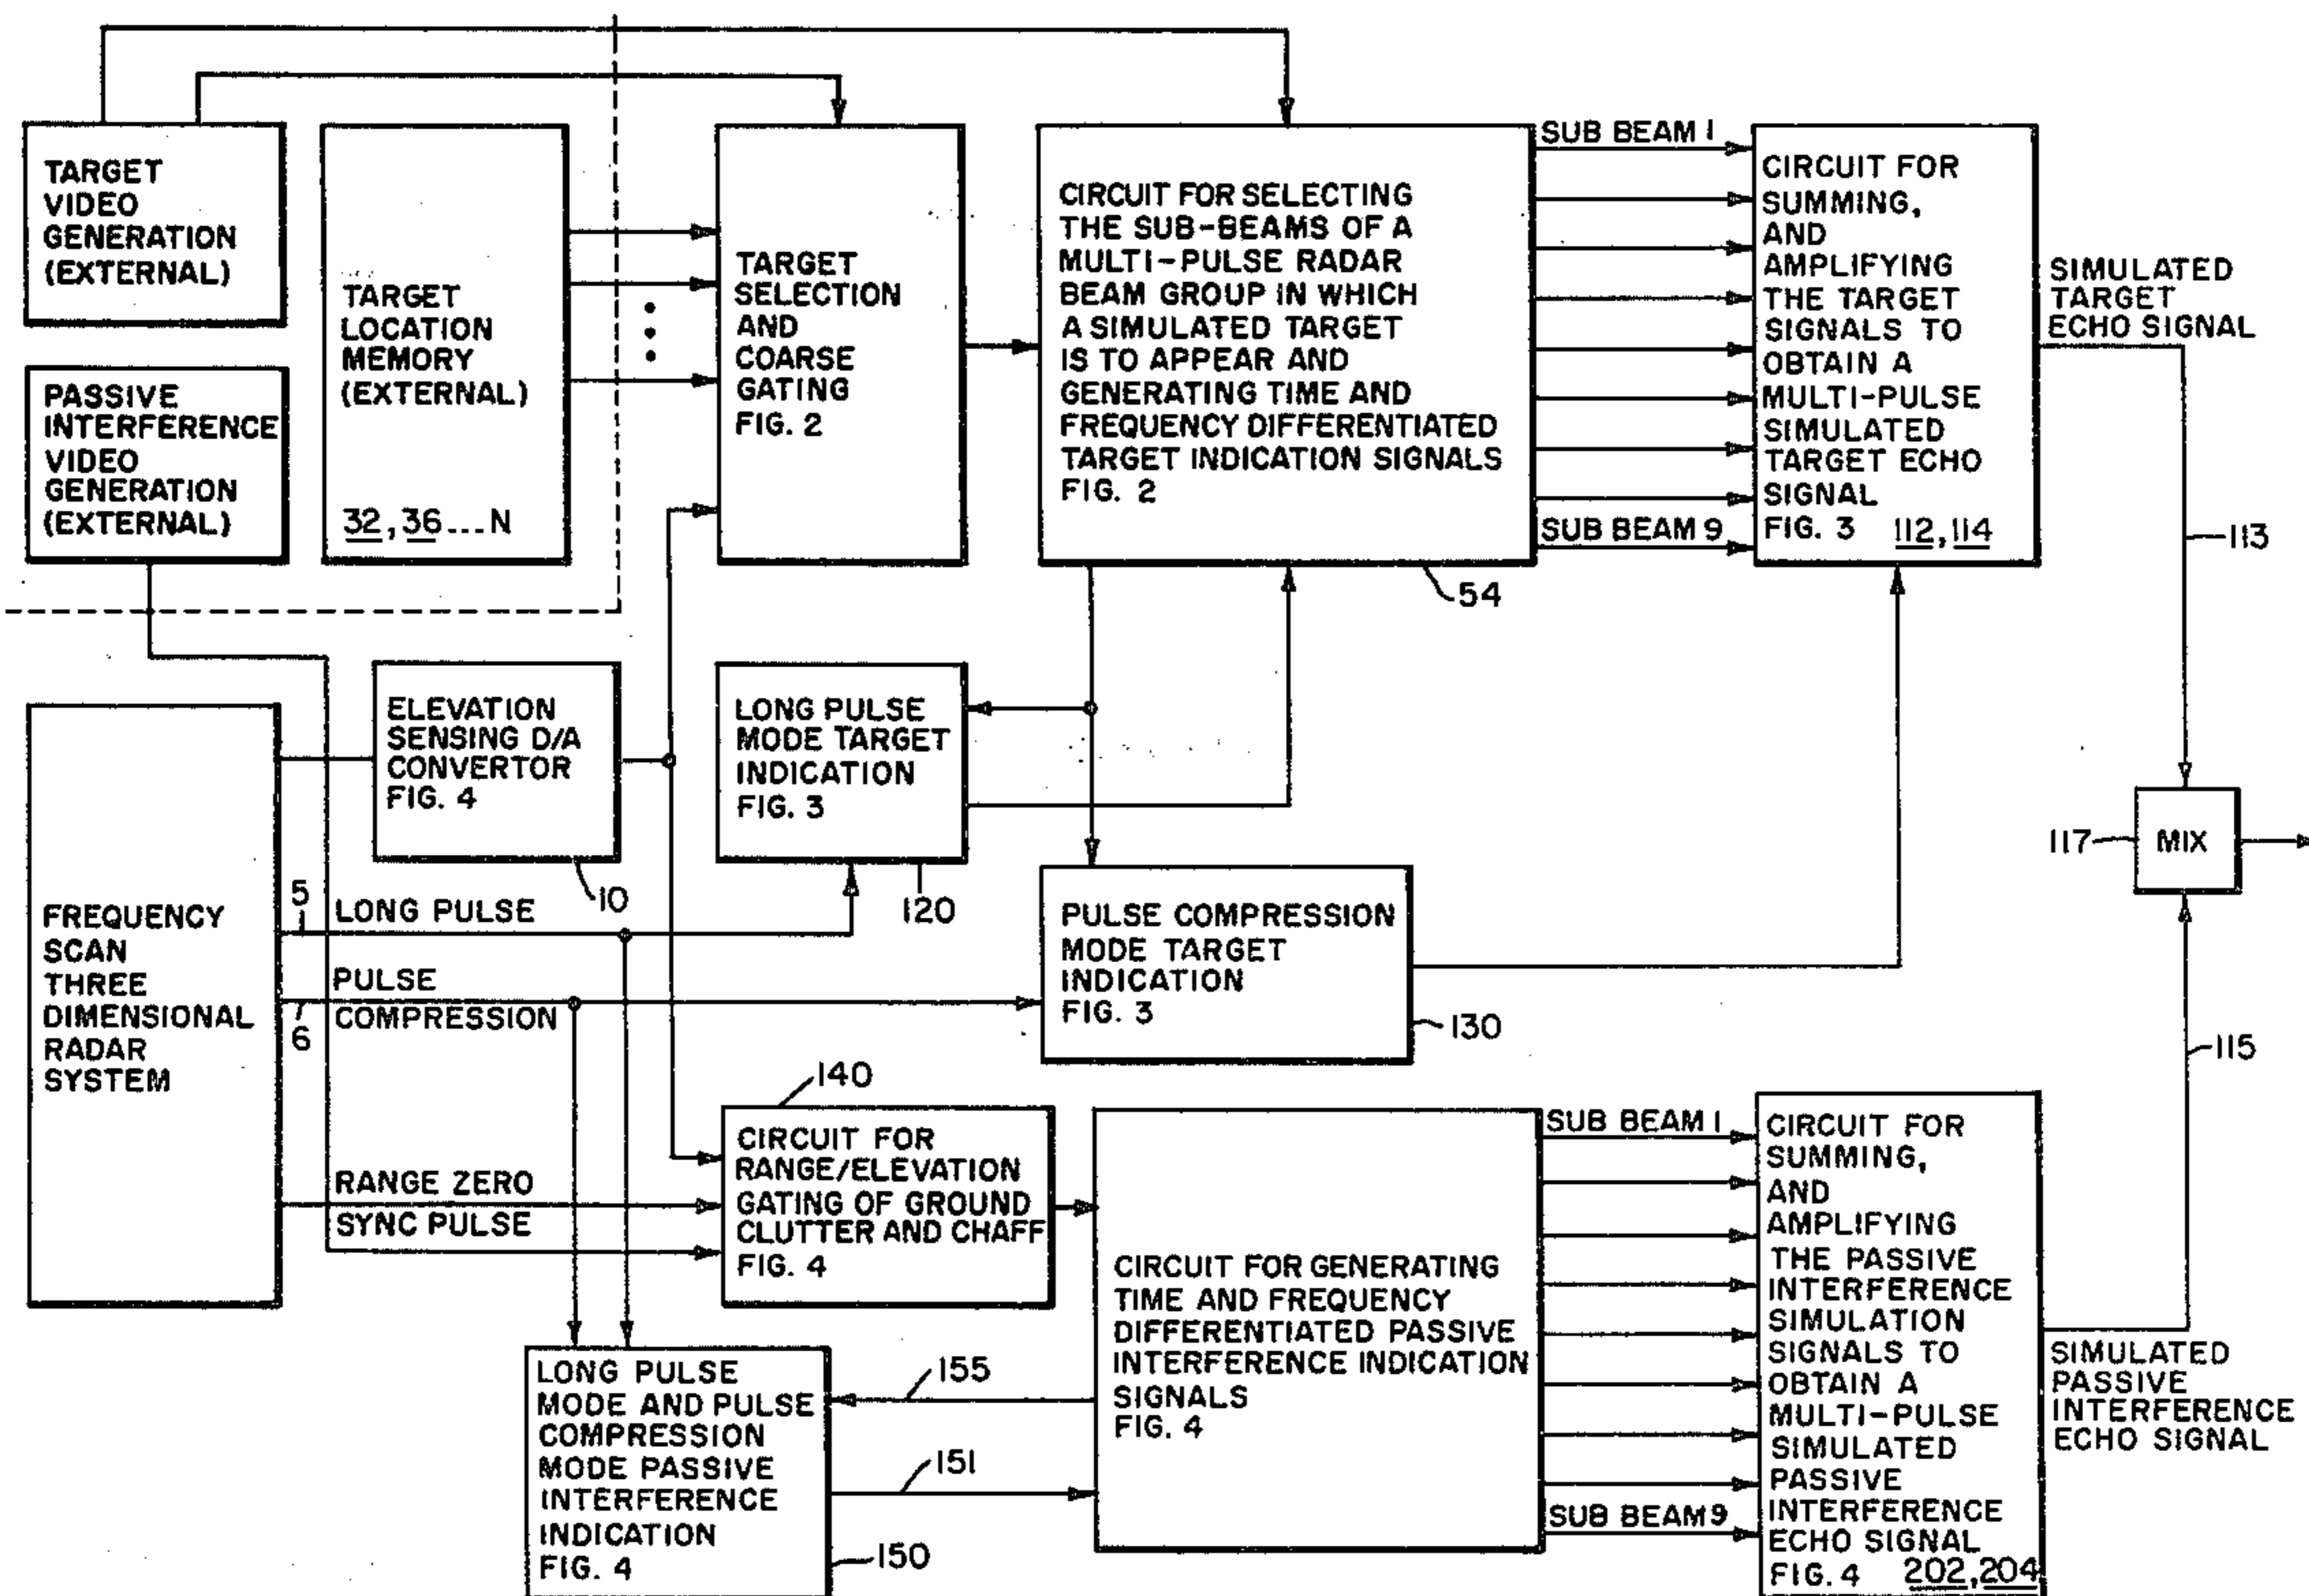 TARGET
VIDEO
GENERATION
(EXTERNAL)
PASSIVE
INTERFERENCE
VIDEO
GENERATION
(EXTERNAL)
TARGET
LOCATION
MEMORY
(EXTERNAL)
32, 36...N
TARGET
SELECTION
AND
COARSE
GATING
FIG. 2
CIRCUIT FOR SELECTING
THE SUB-BEAMS OF A
MULTI-PULSE RADAR
BEAM GROUP IN WHICH
A SIMULATED TARGET
IS TO APPEAR AND
GENERATING TIME AND
FREQUENCY DIFFERENTIATED
TARGET INDICATION SIGNALS
FIG. 2
54
SUB BEAM 1
SUB BEAM 9
CIRCUIT FOR
SUMMING,
AND
AMPLIFYING
THE TARGET
SIGNALS TO
OBTAIN A
MULTI-PULSE
SIMULATED
TARGET ECHO
SIGNAL
FIG. 3 112, 114
SIMULATED
TARGET
ECHO SIGNAL
113
FREQUENCY
SCAN
THREE
DIMENSIONAL
RADAR
SYSTEM
ELEVATION
SENSING D/A
CONVERTOR
FIG. 4
10
LONG PULSE
MODE TARGET
INDICATION
FIG. 3
120
5
LONG PULSE
6
PULSE
COMPRESSION
PULSE COMPRESSION
MODE TARGET
INDICATION
FIG. 3
130
117
MIX
115
RANGE ZERO
SYNC PULSE
140
CIRCUIT FOR
RANGE/ELEVATION
GATING OF GROUND
CLUTTER AND CHAFF
FIG. 4
LONG PULSE
MODE AND PULSE
COMPRESSION
MODE PASSIVE
INTERFERENCE
INDICATION
FIG. 4
150
155
151
CIRCUIT FOR GENERATING
TIME AND FREQUENCY
DIFFERENTIATED PASSIVE
INTERFERENCE INDICATION
SIGNALS
FIG. 4
SUB BEAM 1
SUB BEAM 9
CIRCUIT FOR
SUMMING,
AND
AMPLIFYING
THE PASSIVE
INTERFERENCE
SIMULATION
SIGNALS TO
OBTAIN A
MULTI-PULSE
SIMULATED
PASSIVE
INTERFERENCE
ECHO SIGNAL
FIG. 4 202, 204
SIMULATED
PASSIVE
INTERFERENCE
ECHO SIGNAL